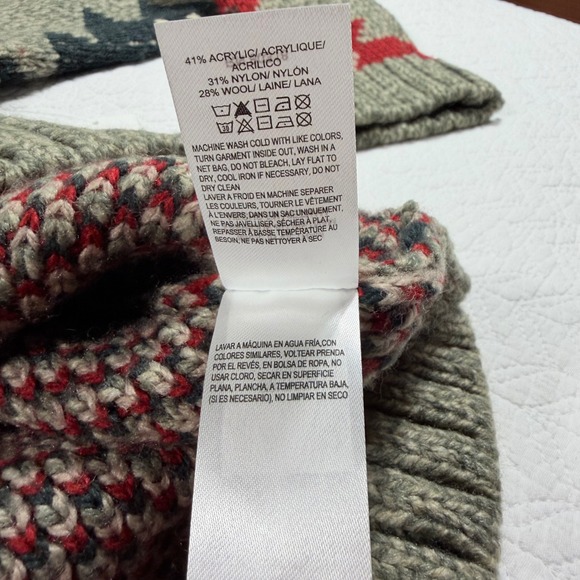 41% ACRYLIC/ ACRYLIQUE/
ACRÍLICO
31% NYLON/ NYLÓN
28% WOOL/ LAINE/ LANA
MACHINE WASH COLD WITH LIKE COLORS,
TURN GARMENT INSIDE OUT, WASH IN A
NET BAG, DO NOT BLEACH, LAY FLAT TO
DRY, COOL IRON IF NECESSARY, DO NOT
DRY CLEAN
LAVER A FROID EN MACHINE SEPARER
LES COULEURS, TOURNER LE VÊTEMENT
À L'ENVERS, DANS UN SAC UNIQUEMENT,
NE PAS JAVELLISER, SÉCHER À PLAT,
REPASSER À BASSE TEMPÉRATURE AU
BESOIN, NE PAS NETTOYER À SEC
LAVAR A MÁQUINA EN AGUA FRÍA,CON
COLORES SIMILARES, VOLTEAR PRENDA
POR EL REVÉS, EN BOLSA DE ROPA, NO
USAR CLORO, SECAR EN SUPERFICIE
PLANA, PLANCHA, A TEMPERATURA BAJA,
(SI ES NECESARIO), NO LIMPIAR EN SECO